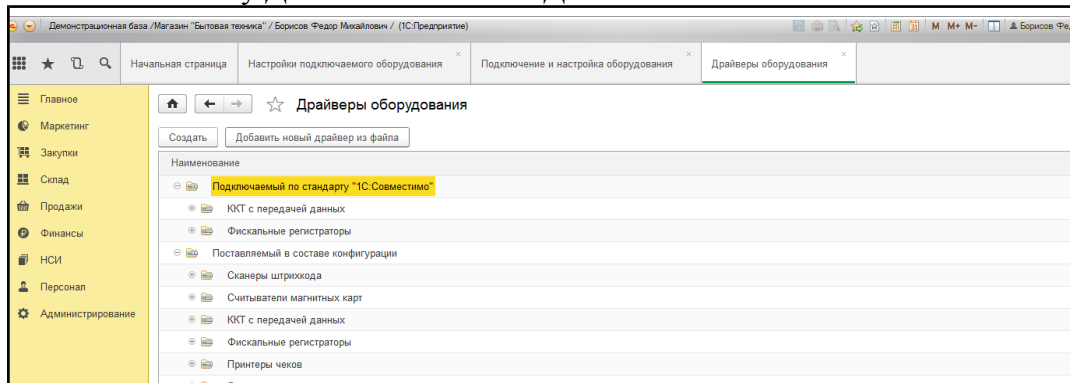 Демонстрационная база /Магазин "Бытовая техника" / Борисов Федор Михайлович / (1С:Предприятие)
M M+ M-
Борисов Фе
Начальная страница
Настройки подключаемого оборудования
Подключение и настройка оборудования
Драйверы оборудования
Главное
Маркетинг
Закупки
Склад
Продажи
Финансы
НСИ
Персонал
Администрирование
Драйверы оборудования
Создать
Добавить новый драйвер из файла
Наименование
Подключаемый по стандарту "1С:Совместимо"
ККТ с передачей данных
Фискальные регистраторы
Поставляемый в составе конфигурации
Сканеры штрихкода
Считыватели магнитных карт
ККТ с передачей данных
Фискальные регистраторы
Принтеры чеков